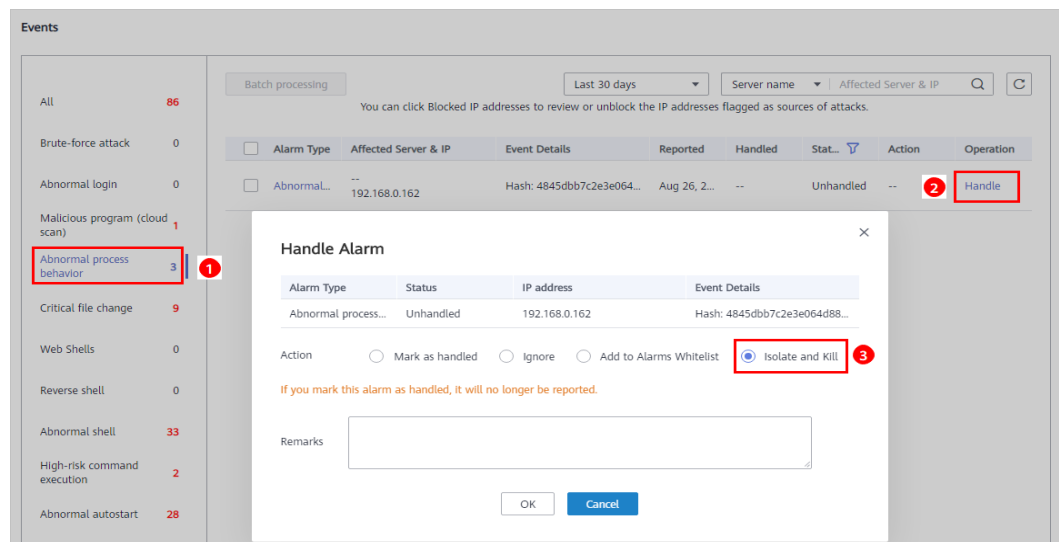 Events
All 86
Brute-force attack 0
Abnormal login 0
Malicious program (cloud
scan) 1
Abnormal process
behavior 3
1
Critical file change 9
Web Shells 0
Reverse shell 0
Abnormal shell 33
High-risk command
execution 2
Abnormal autostart 28
Batch processing Last 30 days Server name Affected Server & IP
You can click Blocked IP addresses to review or unblock the IP addresses flagged as sources of attacks.
Alarm Type Affected Server & IP Event Details Reported Handled Stat... Action Operation
Abnormal... -- 192.168.0.162 Hash: 4845dbb7c2e3e064... Aug 26, 2... -- Unhandled -- 2 Handle
Handle Alarm
Alarm Type Status IP address Event Details
Abnormal process... Unhandled 192.168.0.162 Hash: 4845dbb7c2e3e064d88...
Action Mark as handled Ignore Add to Alarms Whitelist Isolate and Kill 3
If you mark this alarm as handled, it will no longer be reported.
Remarks
OK Cancel